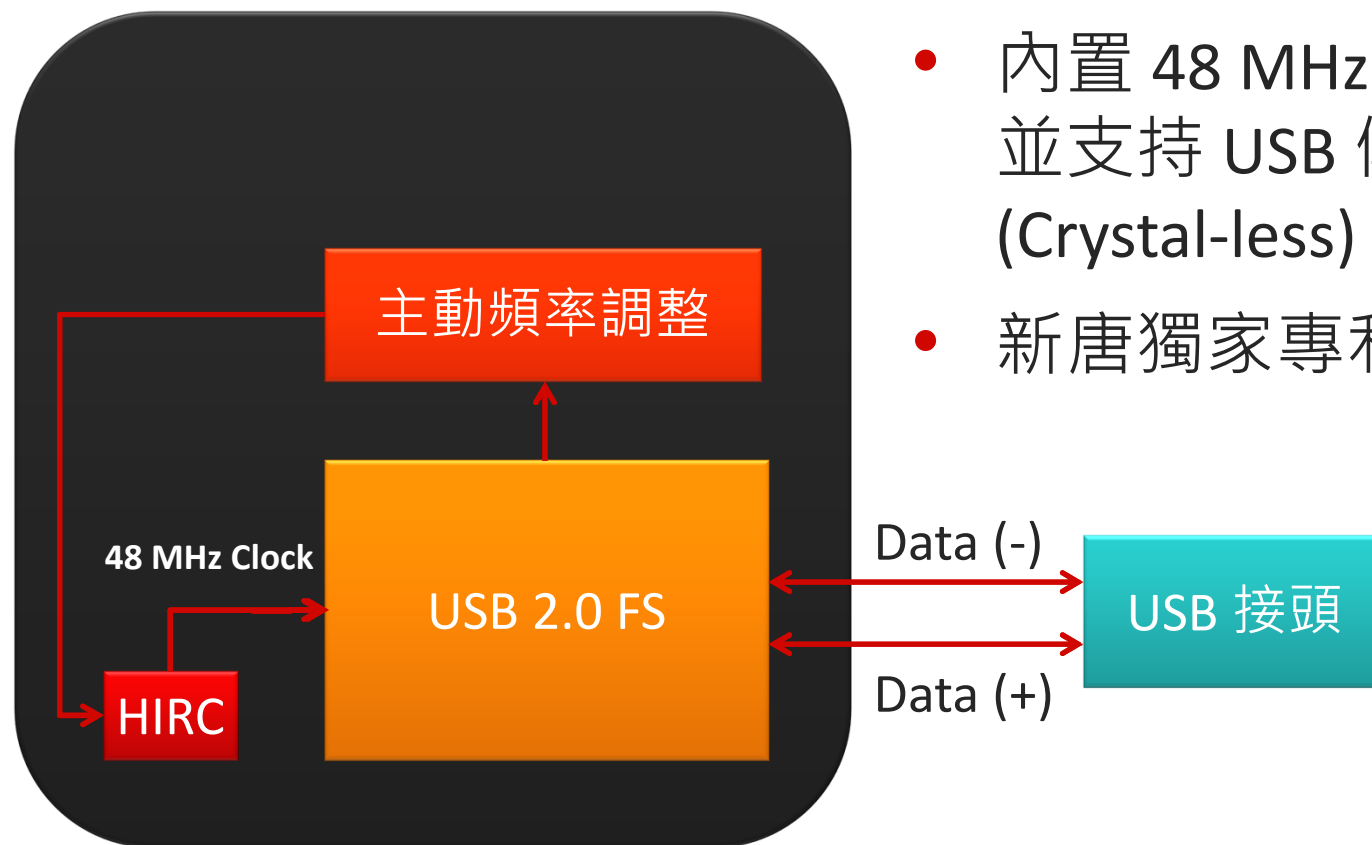 內置 48 MHz
並支持 USB
(Crystal-less)
新唐獨家專
主動頻率調整
48 MHz Clock
USB 2.0 FS
HIRC
Data (-)
Data (+)
USB 接頭